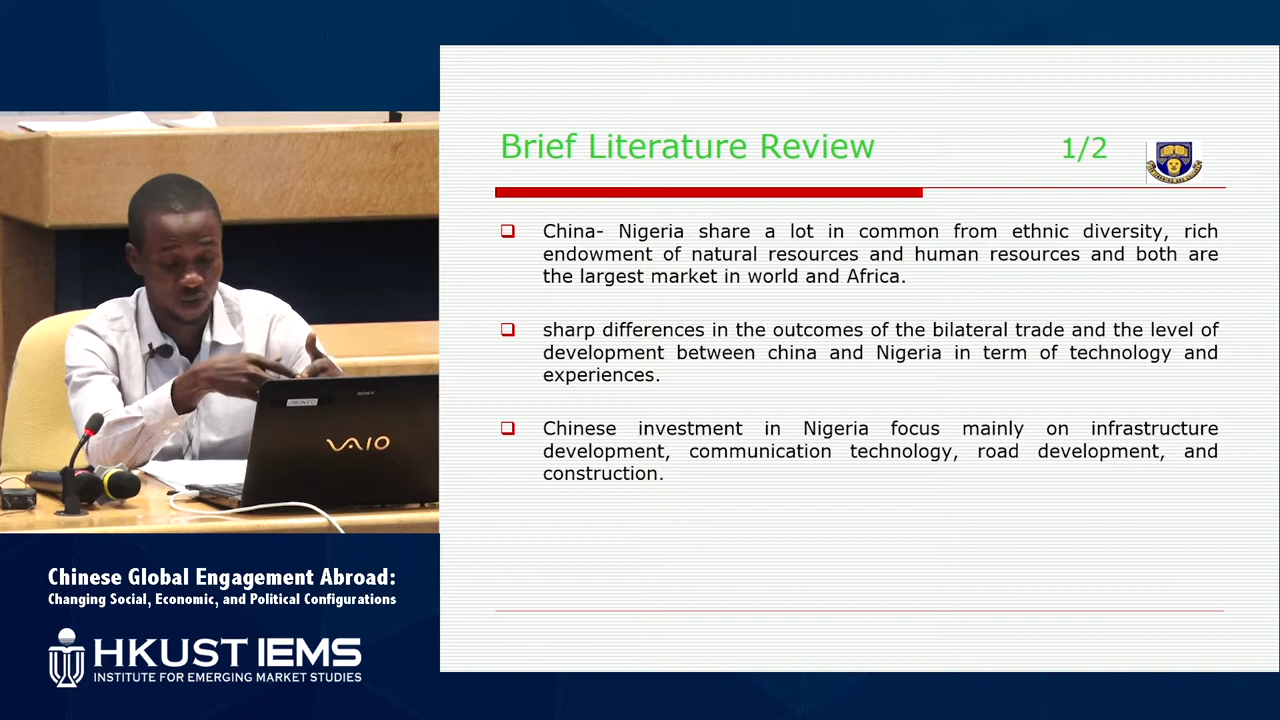 Brief Literature Review 1/2
China- Nigeria share a lot in common from ethnic diversity, rich
endowment of natural resources and human resources and both are
the largest market in world and Africa.
sharp differences in the outcomes of the bilateral trade and the level of
development between china and Nigeria in term of technology and
experiences.
Chinese investment in Nigeria focus mainly on infrastructure
development, communication technology, road development, and
construction.
SONY
VAIO
Chinese Global Engagement Abroad:
Changing Social, Economic, and Political Configurations
HKUST IEMS
INSTITUTE FOR EMERGING MARKET STUDIES